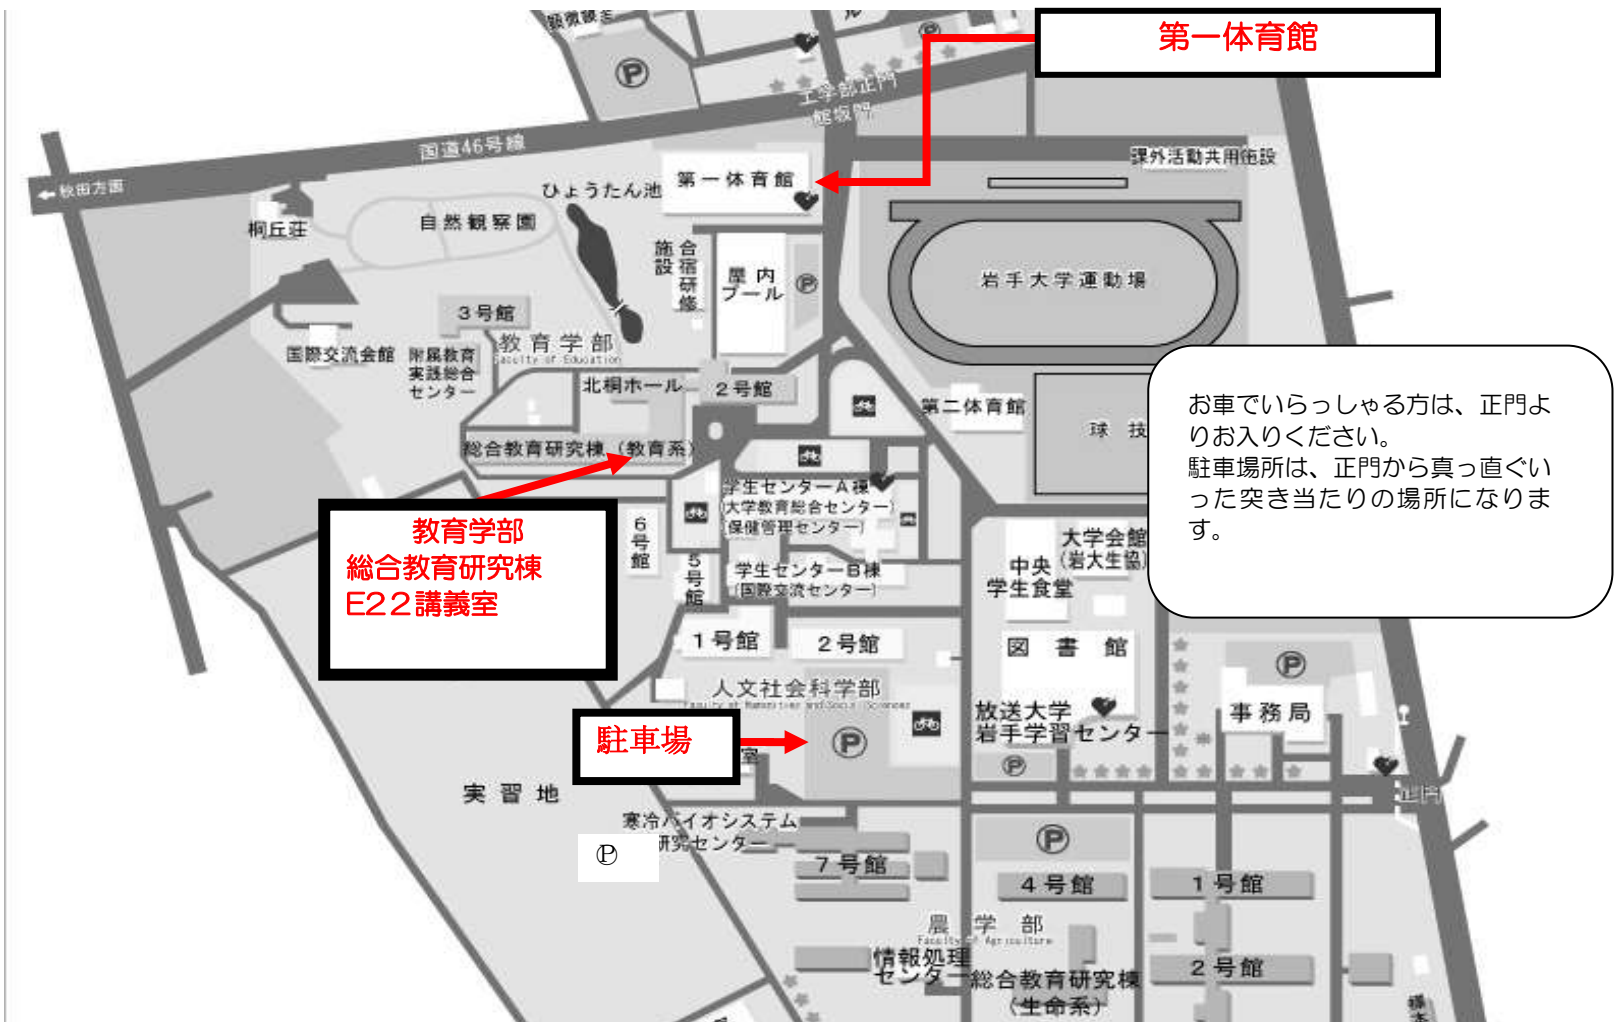 第一体育館
顕微鏡室
工学部正門
館坂門
国道46号線
←秋田方面
課外活動共用施設
ひょうたん池
第一体育館
桐丘荘
自然観察園
合宿研修
施設
屋内
プール
P
岩手大学運動場
3号館
教育学部
Faculty of Education
国際交流会館
附属教育
実践総合
センター
北桐ホール
2号館
第二体育館
球技
お車でいらっしゃる方は、正門よ
りお入りください。
駐車場所は、正門から真っ直ぐい
った突き当たりの場所になりま
す。
総合教育研究棟(教育系)
学生センターA棟
(大学教育総合センター)
(保健管理センター)
教育学部
総合教育研究棟
E22講義室
6号館
5号館
学生センターB棟
(国際交流センター)
大学会館
(岩大生協)
中央
学生食堂
1号館
2号館
図書館
P
人文社会科学部
Faculty of Humanities and Social Sciences
放送大学
岩手学習センター
事務局
駐車場
P
室
P
正門
実習地
寒冷バイオシステム
研究センター
P
P
7号館
4号館
1号館
農学部
Faculty of Agriculture
情報処理
センター
総合教育研究棟
(生命系)
2号館